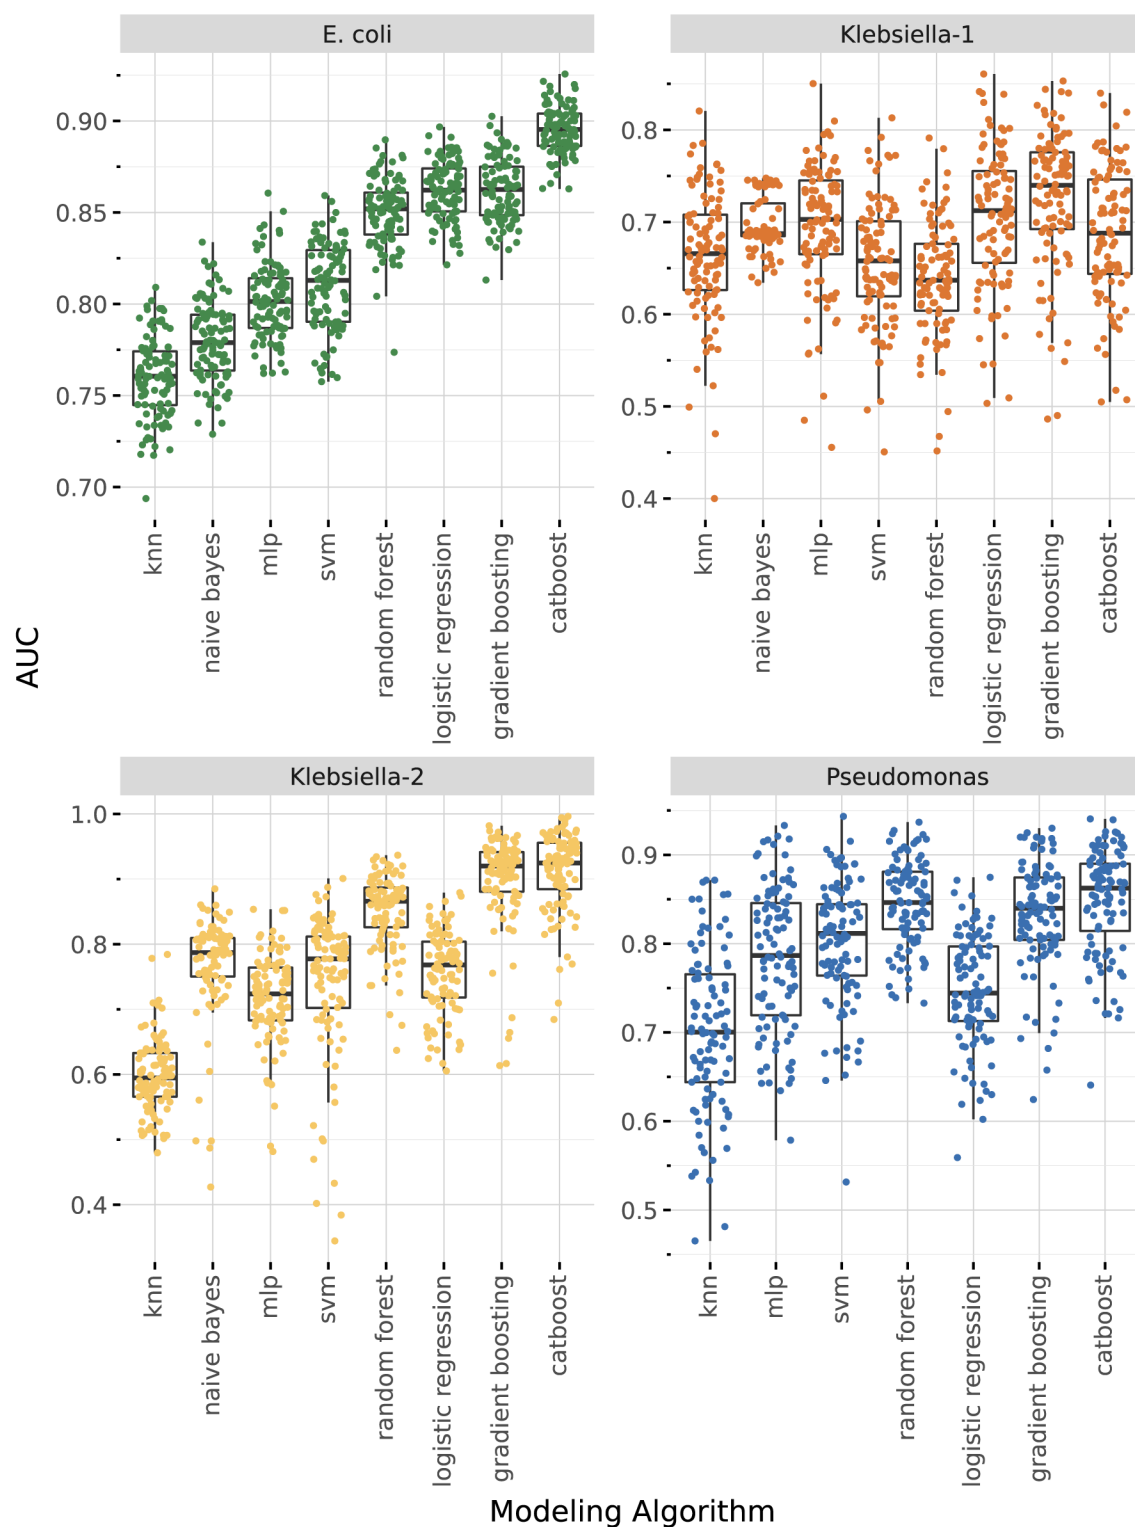 E. coli
Klebsiella-1
0.90
0.85
0.80
0.75
0.70
0.8
0.7
0.6
0.5
0.4
knn
naive bayes
mlp
svm
random forest
logistic regression
gradient boosting
catboost
knn
naive bayes
mlp
svm
random forest
logistic regression
gradient boosting
catboost
AUC
Klebsiella-2
Pseudomonas
1.0
0.8
0.6
0.4
0.9
0.8
0.7
0.6
0.5
knn
naive bayes
mlp
svm
random forest
logistic regression
gradient boosting
catboost
knn
mlp
svm
random forest
logistic regression
gradient boosting
catboost
Modeling Algorithm